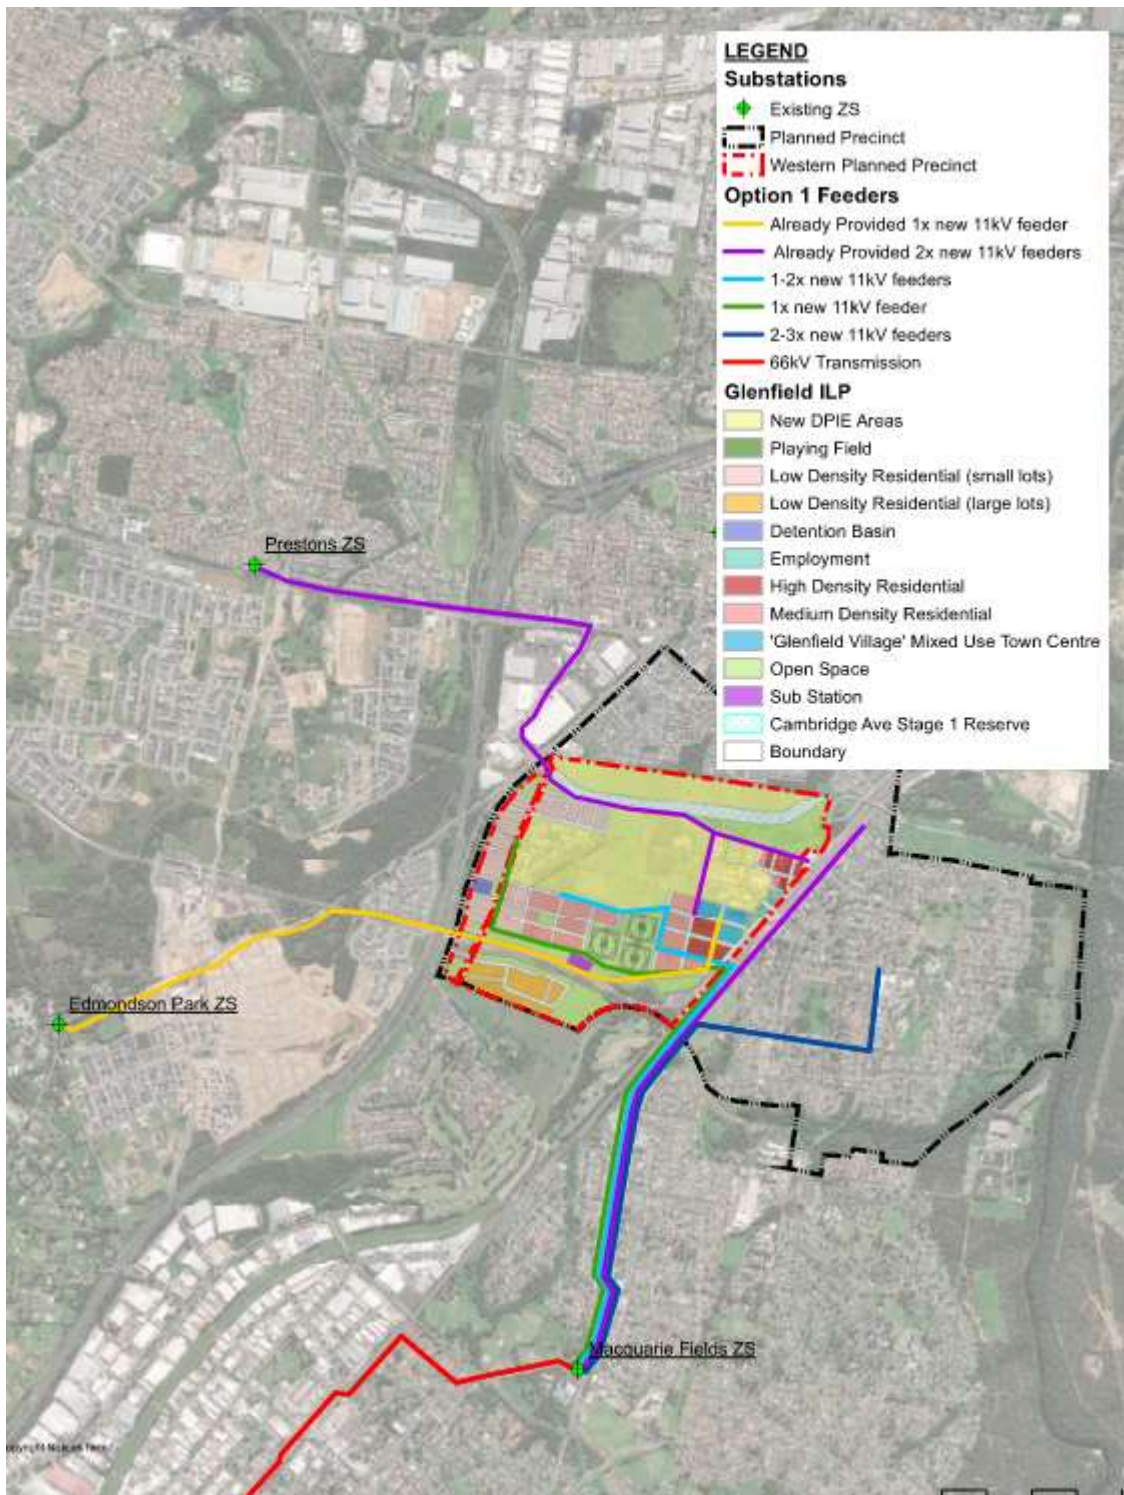 LEGEND
Substations
Existing ZS
Planned Precinct
Western Planned Precinct
Option 1 Feeders
Already Provided 1x new 11kV feeder
Already Provided 2x new 11kV feeders
1-2x new 11kV feeders
1x new 11kV feeder
2-3x new 11kV feeders
66kV Transmission
Glenfield ILP
New DPIE Areas
Playing Field
Low Density Residential (small lots)
Low Density Residential (large lots)
Detention Basin
Employment
High Density Residential
Medium Density Residential
'Glenfield Village' Mixed Use Town Centre
Open Space
Sub Station
Cambridge Ave Stage 1 Reserve
Boundary
Prestons ZS
Edmondson Park ZS
Macquarie Fields ZS